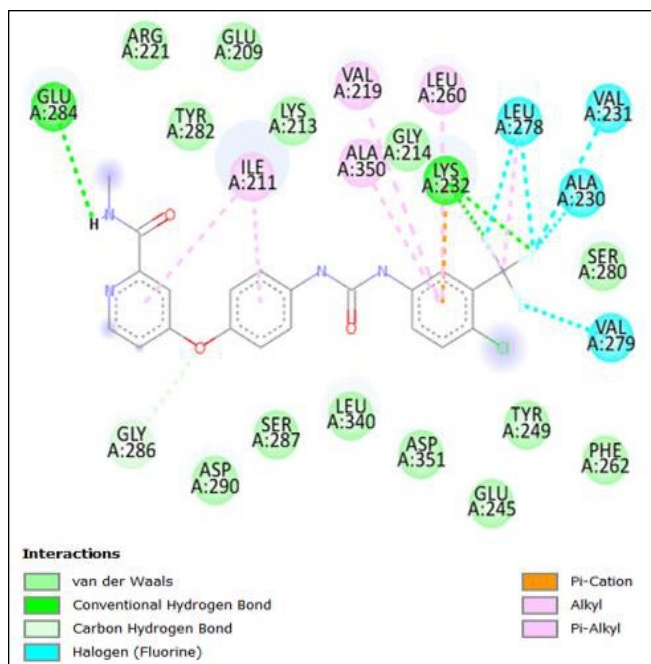 ARG
A:221
GLU
A:209
GLU
A:284
TYR
A:282
LYS
A:213
ILE
A:211
VAL
A:219
LEU
A:260
ALA
A:350
GLY
A:214
LYS
A:232
LEU
A:278
VAL
A:231
ALA
A:230
SER
A:280
VAL
A:279
H
N
O
N
N
N
O
O
Cl
GLY
A:286
ASP
A:290
SER
A:287
LEU
A:340
ASP
A:351
GLU
A:245
TYR
A:249
PHE
A:262
Interactions
van der Waals
Conventional Hydrogen Bond
Carbon Hydrogen Bond
Halogen (Fluorine)
Pi-Cation
Alkyl
Pi-Alkyl